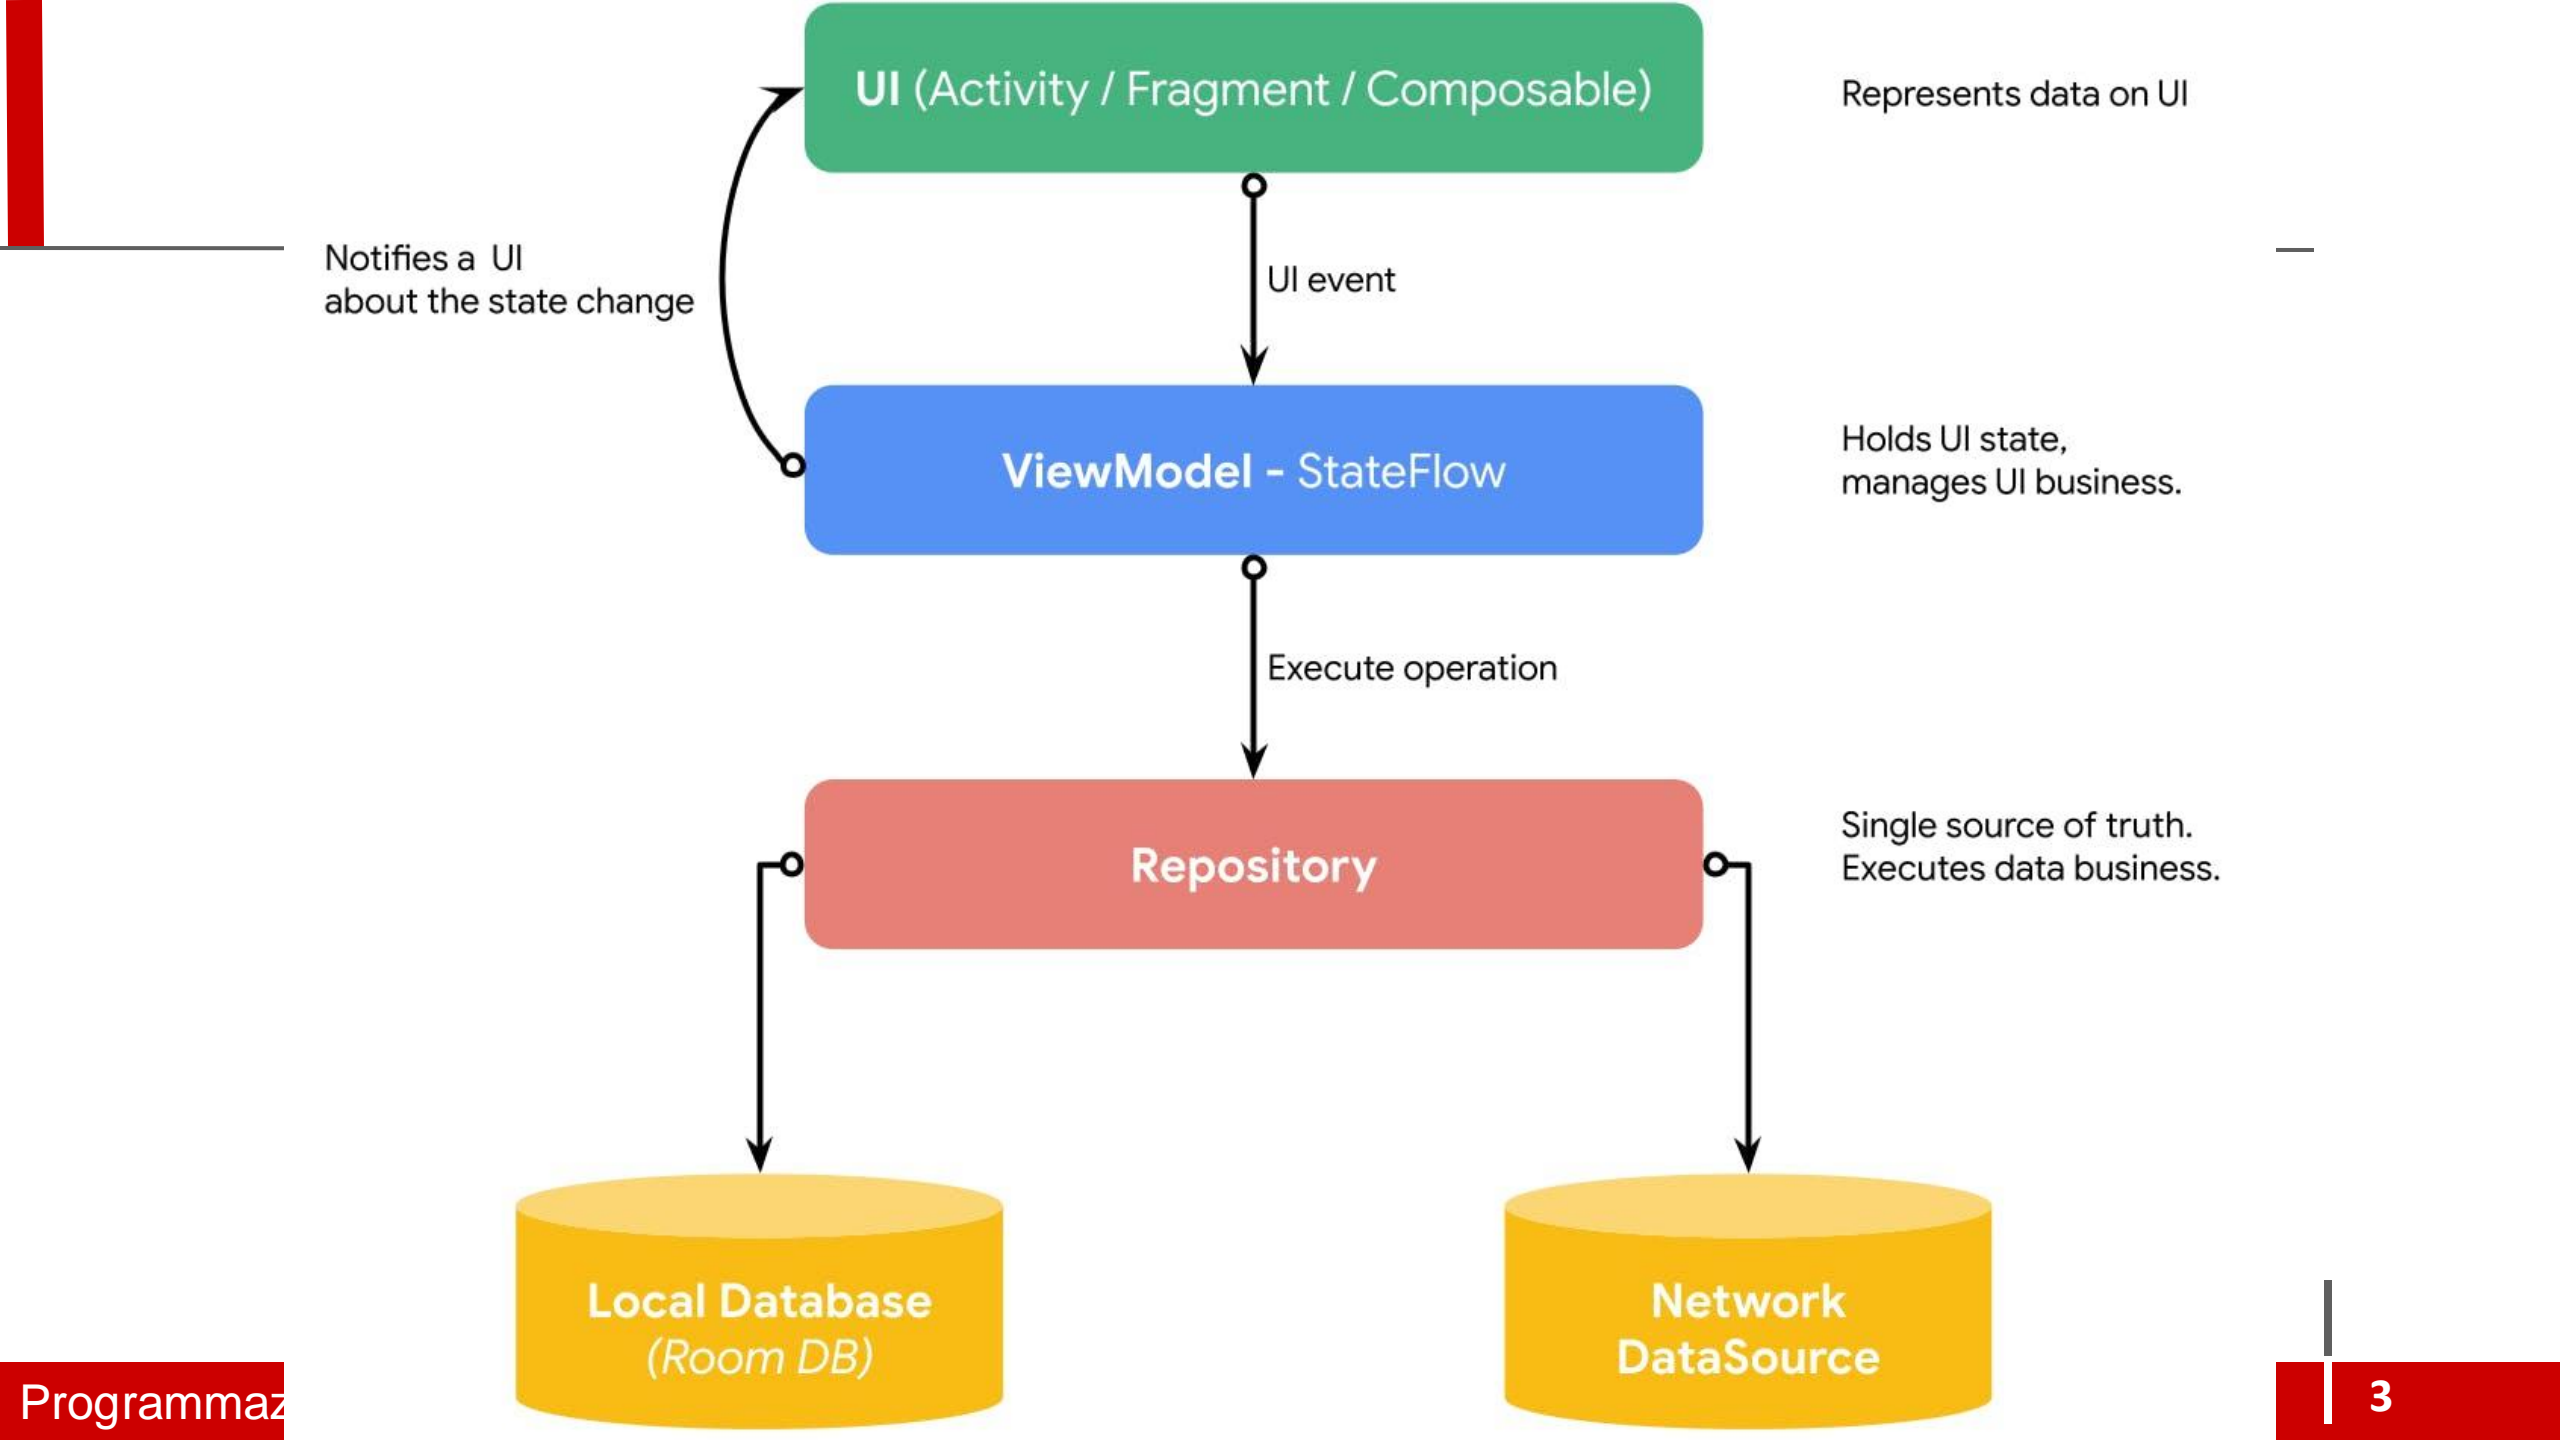 UI (Activity / Fragment / Composable)
Represents data on UI
Notifies a UI
about the state change
UI event
ViewModel - StateFlow
Holds UI state,
manages UI business.
Execute operation
Repository
Single source of truth.
Executes data business.
Local Database
(Room DB)
Network
DataSource
Programmaz
3